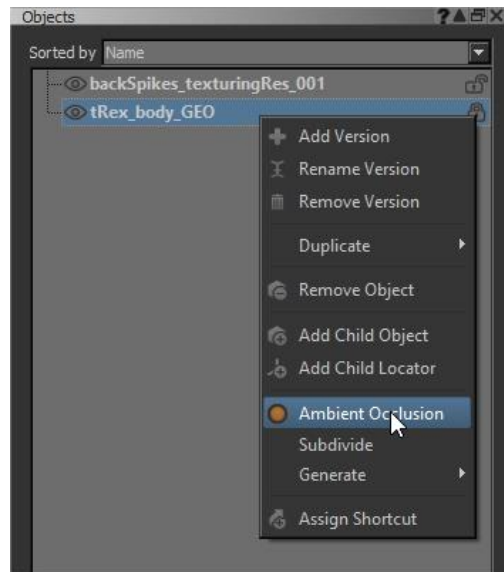 Objects
Sorted by Name
backSpikes_texturingRes_001
tRex_body_GEO
Add Version
Rename Version
Remove Version
Duplicate
Remove Object
Add Child Object
Add Child Locator
Ambient Occlusion
Subdivide
Generate
Assign Shortcut